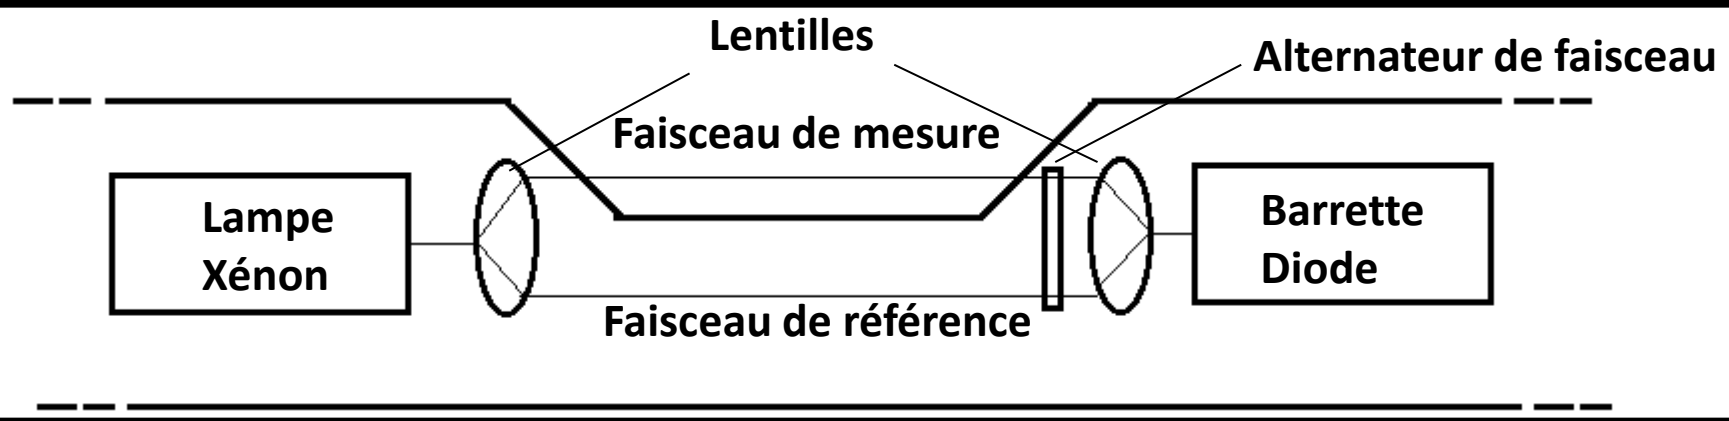 Lentilles
Alternateur de faisceau
Faisceau de mesure
Lampe
Xénon
Barrette
Diode
Faisceau de référence